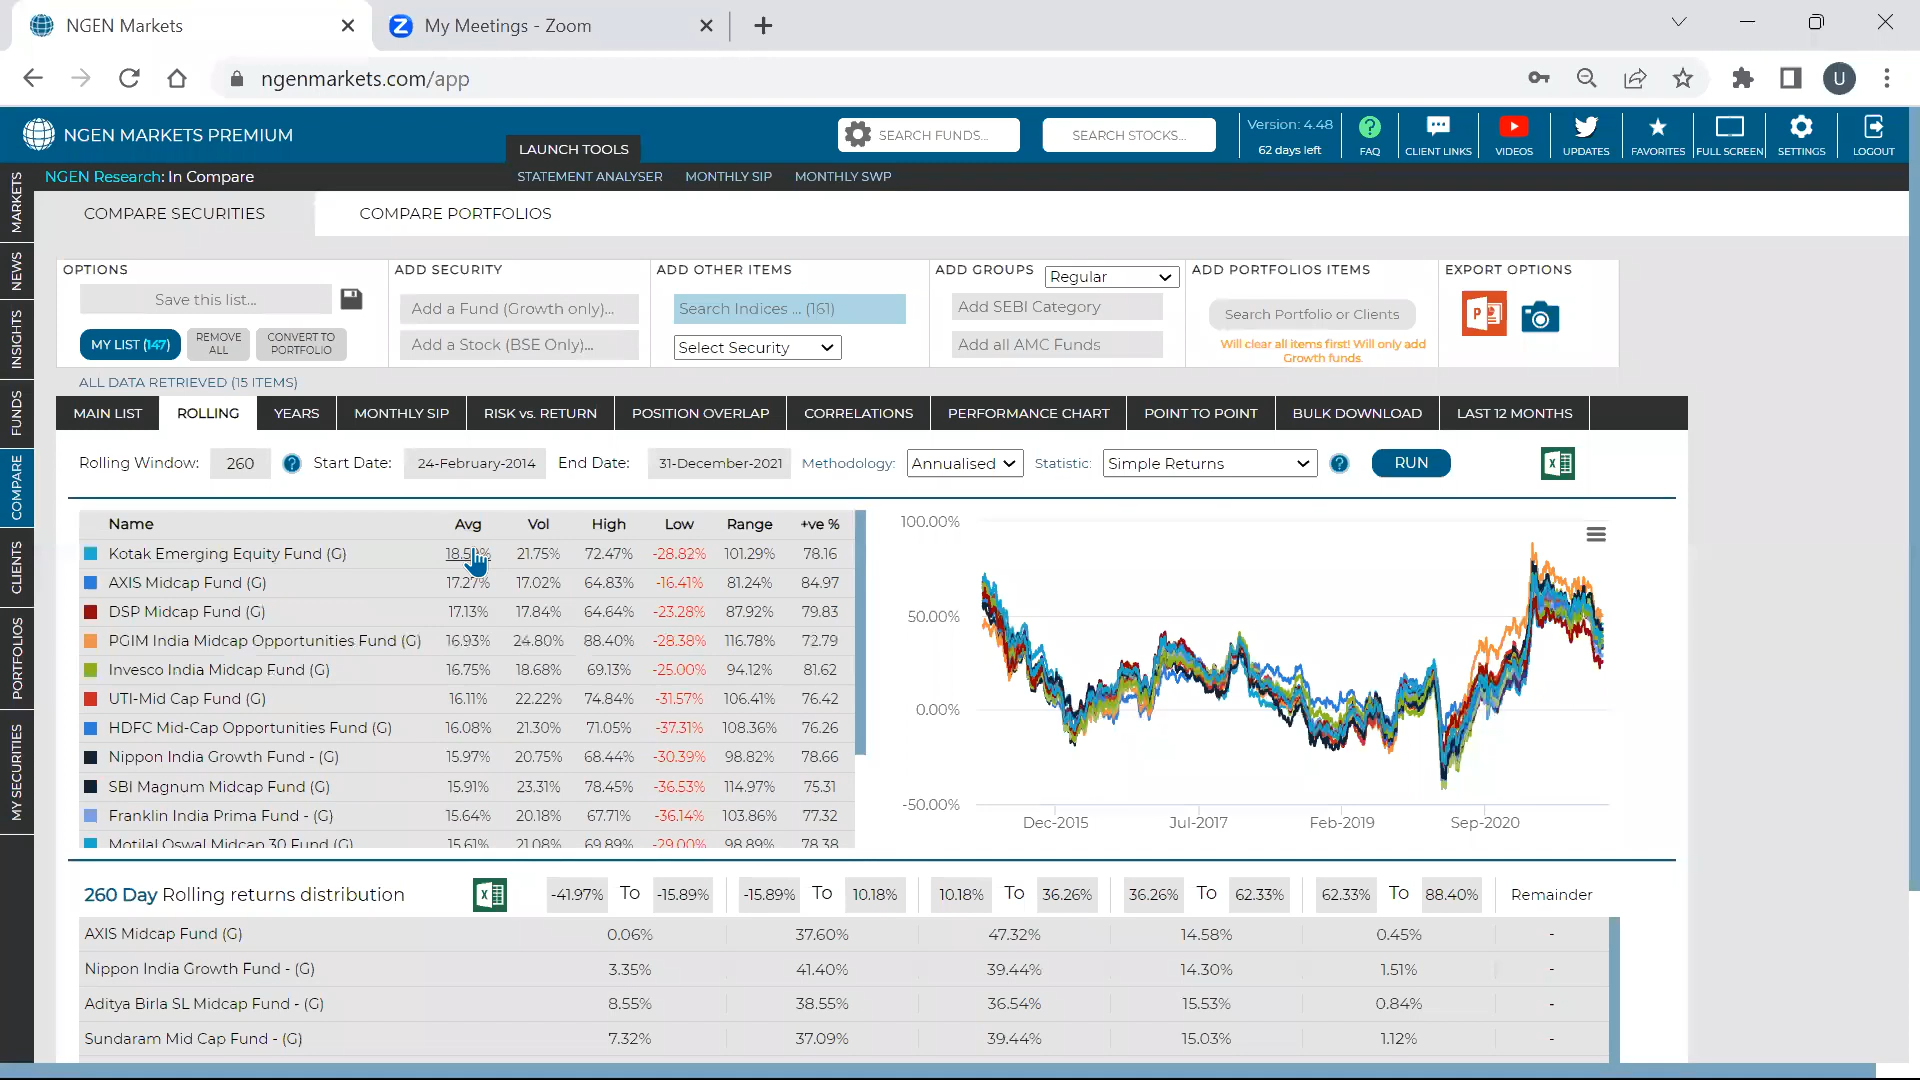 NGEN Markets
My Meetings - Zoom
ngenmarkets.com/app
U
NGEN MARKETS PREMIUM
LAUNCH TOOLS
SEARCH FUNDS...
SEARCH STOCKS...
Version: 4.48
62 days left
FAQ
CLIENT LINKS
VIDEOS
UPDATES
FAVORITES
FULL SCREEN
SETTINGS
LOGOUT
NGEN Research: In Compare
STATEMENT ANALYSER MONTHLY SIP MONTHLY SWP
MARKETS
NEWS
INSIGHTS
FUNDS
COMPARE
CLIENTS
PORTFOLIOS
MY SECURITIES
COMPARE SECURITIES COMPARE PORTFOLIOS
OPTIONS
Save this list...
MY LIST (147)
REMOVE
ALL
CONVERT TO
PORTFOLIO
ADD SECURITY
Add a Fund (Growth only)...
Add a Stock (BSE Only)...
ADD OTHER ITEMS
Search Indices ... (161)
Select Security
ADD GROUPS Regular
Add SEBI Category
Add all AMC Funds
ADD PORTFOLIOS ITEMS
Search Portfolio or Clients
Will clear all items first! Will only add
Growth funds.
EXPORT OPTIONS
ALL DATA RETRIEVED (15 ITEMS)
MAIN LIST ROLLING YEARS MONTHLY SIP RISK vs. RETURN POSITION OVERLAP CORRELATIONS PERFORMANCE CHART POINT TO POINT BULK DOWNLOAD LAST 12 MONTHS
Rolling Window: 260 ? Start Date: 24-February-2014 End Date: 31-December-2021 Methodology: Annualised Statistic: Simple Returns ? RUN
Name Avg Vol High Low Range +ve %
Kotak Emerging Equity Fund (G) 21.75% 72.47% -28.82% 101.29% 78.16
AXIS Midcap Fund (G) 17.27% 17.02% 64.83% -16.41% 81.24% 84.97
DSP Midcap Fund (G) 17.13% 17.84% 64.64% -23.28% 87.92% 79.83
PGIM India Midcap Opportunities Fund (G) 16.93% 24.80% 88.40% -28.38% 116.78% 72.79
Invesco India Midcap Fund (G) 16.75% 18.68% 69.13% -25.00% 94.12% 81.62
UTI-Mid Cap Fund (G) 16.11% 22.22% 74.84% -31.57% 106.41% 76.42
HDFC Mid-Cap Opportunities Fund (G) 16.08% 21.30% 71.05% -37.31% 108.36% 76.26
Nippon India Growth Fund - (G) 15.97% 20.75% 68.44% -30.39% 98.82% 78.66
SBI Magnum Midcap Fund (G) 15.91% 23.31% 78.45% -36.53% 114.97% 75.31
Franklin India Prima Fund - (G) 15.64% 20.18% 67.71% -36.14% 103.86% 77.32
Motilal Oswal Midcap 30 Fund (G) 15.61% 21.08% 69.89% -29.00% 98.89% 78.38
100.00%
50.00%
0.00%
-50.00%
Dec-2015 Jul-2017 Feb-2019 Sep-2020
260 Day Rolling returns distribution -41.97% To -15.89% -15.89% To 10.18% 10.18% To 36.26% 36.26% To 62.33% 62.33% To 88.40% Remainder
AXIS Midcap Fund (G) 0.06% 37.60% 47.32% 14.58% 0.45% -
Nippon India Growth Fund - (G) 3.35% 41.40% 39.44% 14.30% 1.51% -
Aditya Birla SL Midcap Fund - (G) 8.55% 38.55% 36.54% 15.53% 0.84% -
Sundaram Mid Cap Fund - (G) 7.32% 37.09% 39.44% 15.03% 1.12% -